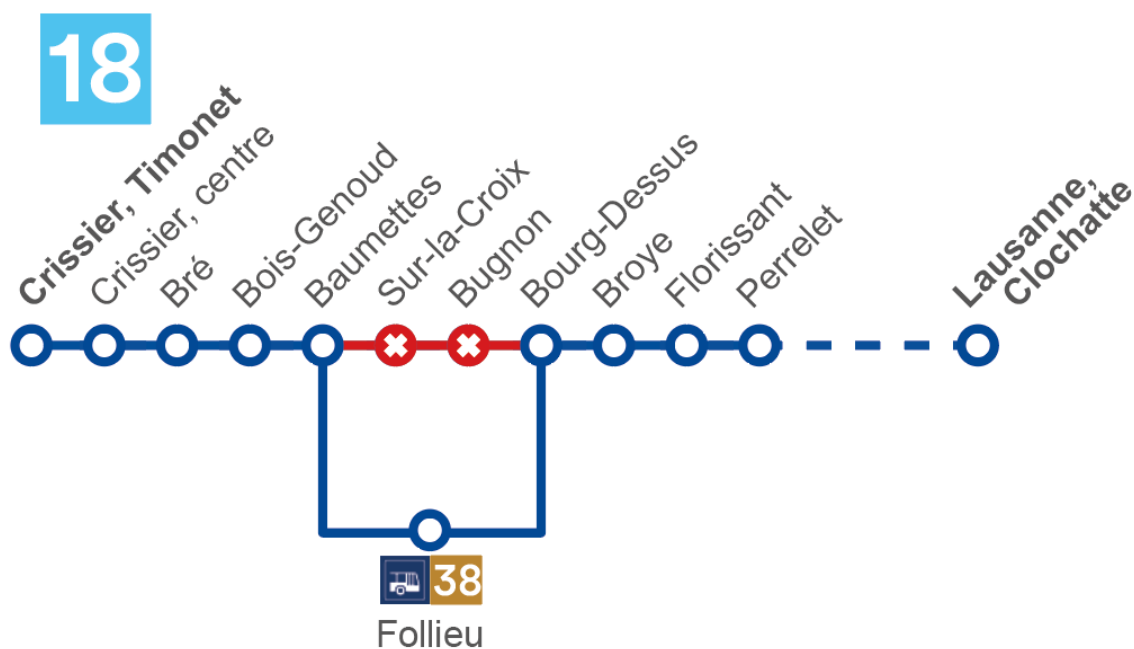 18
Crissier, Timonet
Crissier, centre
Bré
Bois-Genoud
Baumettes
Sur-la-Croix
Bugnon
Bourg-Dessus
Broye
Florissant
Perrelet
Lausanne,
Clochatte
38
Follieu